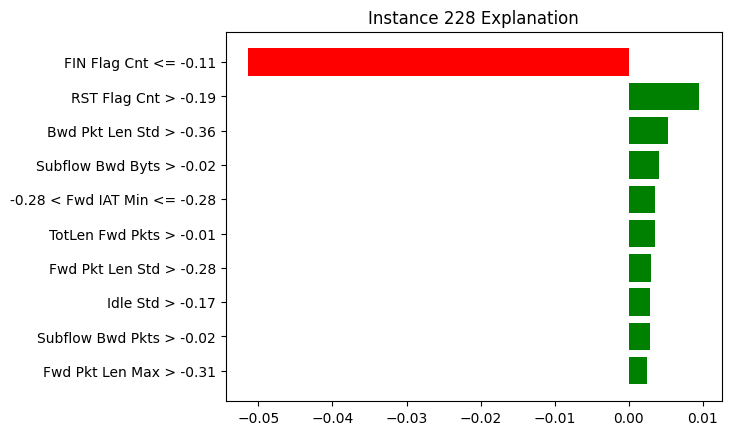 Instance 228 Explanation
FIN Flag Cnt <= -0.11
RST Flag Cnt > -0.19
Bwd Pkt Len Std > -0.36
Subflow Bwd Byts > -0.02
-0.28 < Fwd IAT Min <= -0.28
TotLen Fwd Pkts > -0.01
Fwd Pkt Len Std > -0.28
Idle Std > -0.17
Subflow Bwd Pkts > -0.02
Fwd Pkt Len Max > -0.31
−0.05 −0.04 −0.03 −0.02 −0.01 0.00 0.01